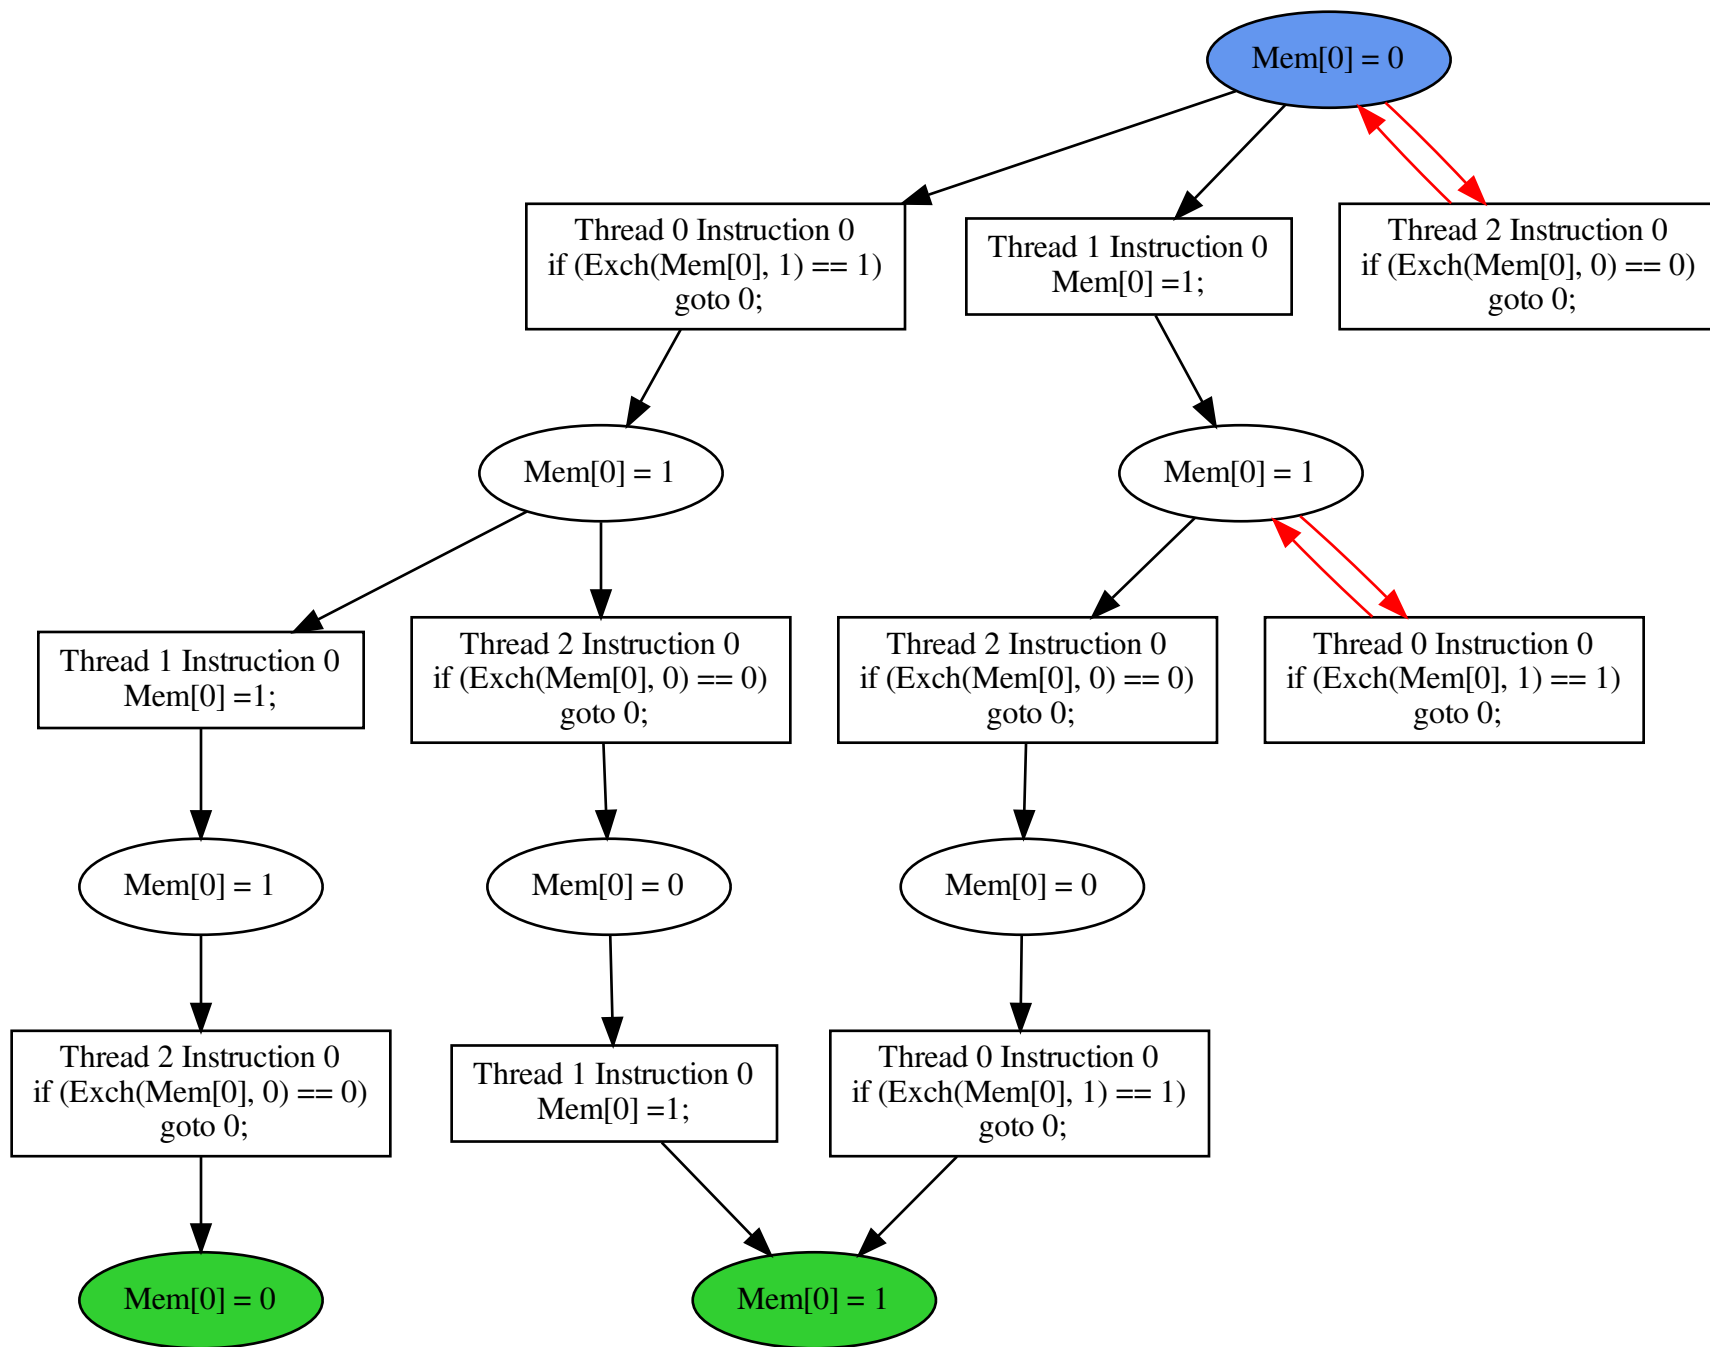 Mem[0] = 0
Thread 0 Instruction 0
if (Exch(Mem[0], 1) == 1)
goto 0;
Thread 1 Instruction 0
Mem[0] =1;
Thread 2 Instruction 0
if (Exch(Mem[0], 0) == 0)
goto 0;
Mem[0] = 1
Mem[0] = 1
Thread 1 Instruction 0
Mem[0] =1;
Thread 2 Instruction 0
if (Exch(Mem[0], 0) == 0)
goto 0;
Thread 2 Instruction 0
if (Exch(Mem[0], 0) == 0)
goto 0;
Thread 0 Instruction 0
if (Exch(Mem[0], 1) == 1)
goto 0;
Mem[0] = 1
Mem[0] = 0
Mem[0] = 0
Thread 2 Instruction 0
if (Exch(Mem[0], 0) == 0)
goto 0;
Thread 1 Instruction 0
Mem[0] =1;
Thread 0 Instruction 0
if (Exch(Mem[0], 1) == 1)
goto 0;
Mem[0] = 0
Mem[0] = 1